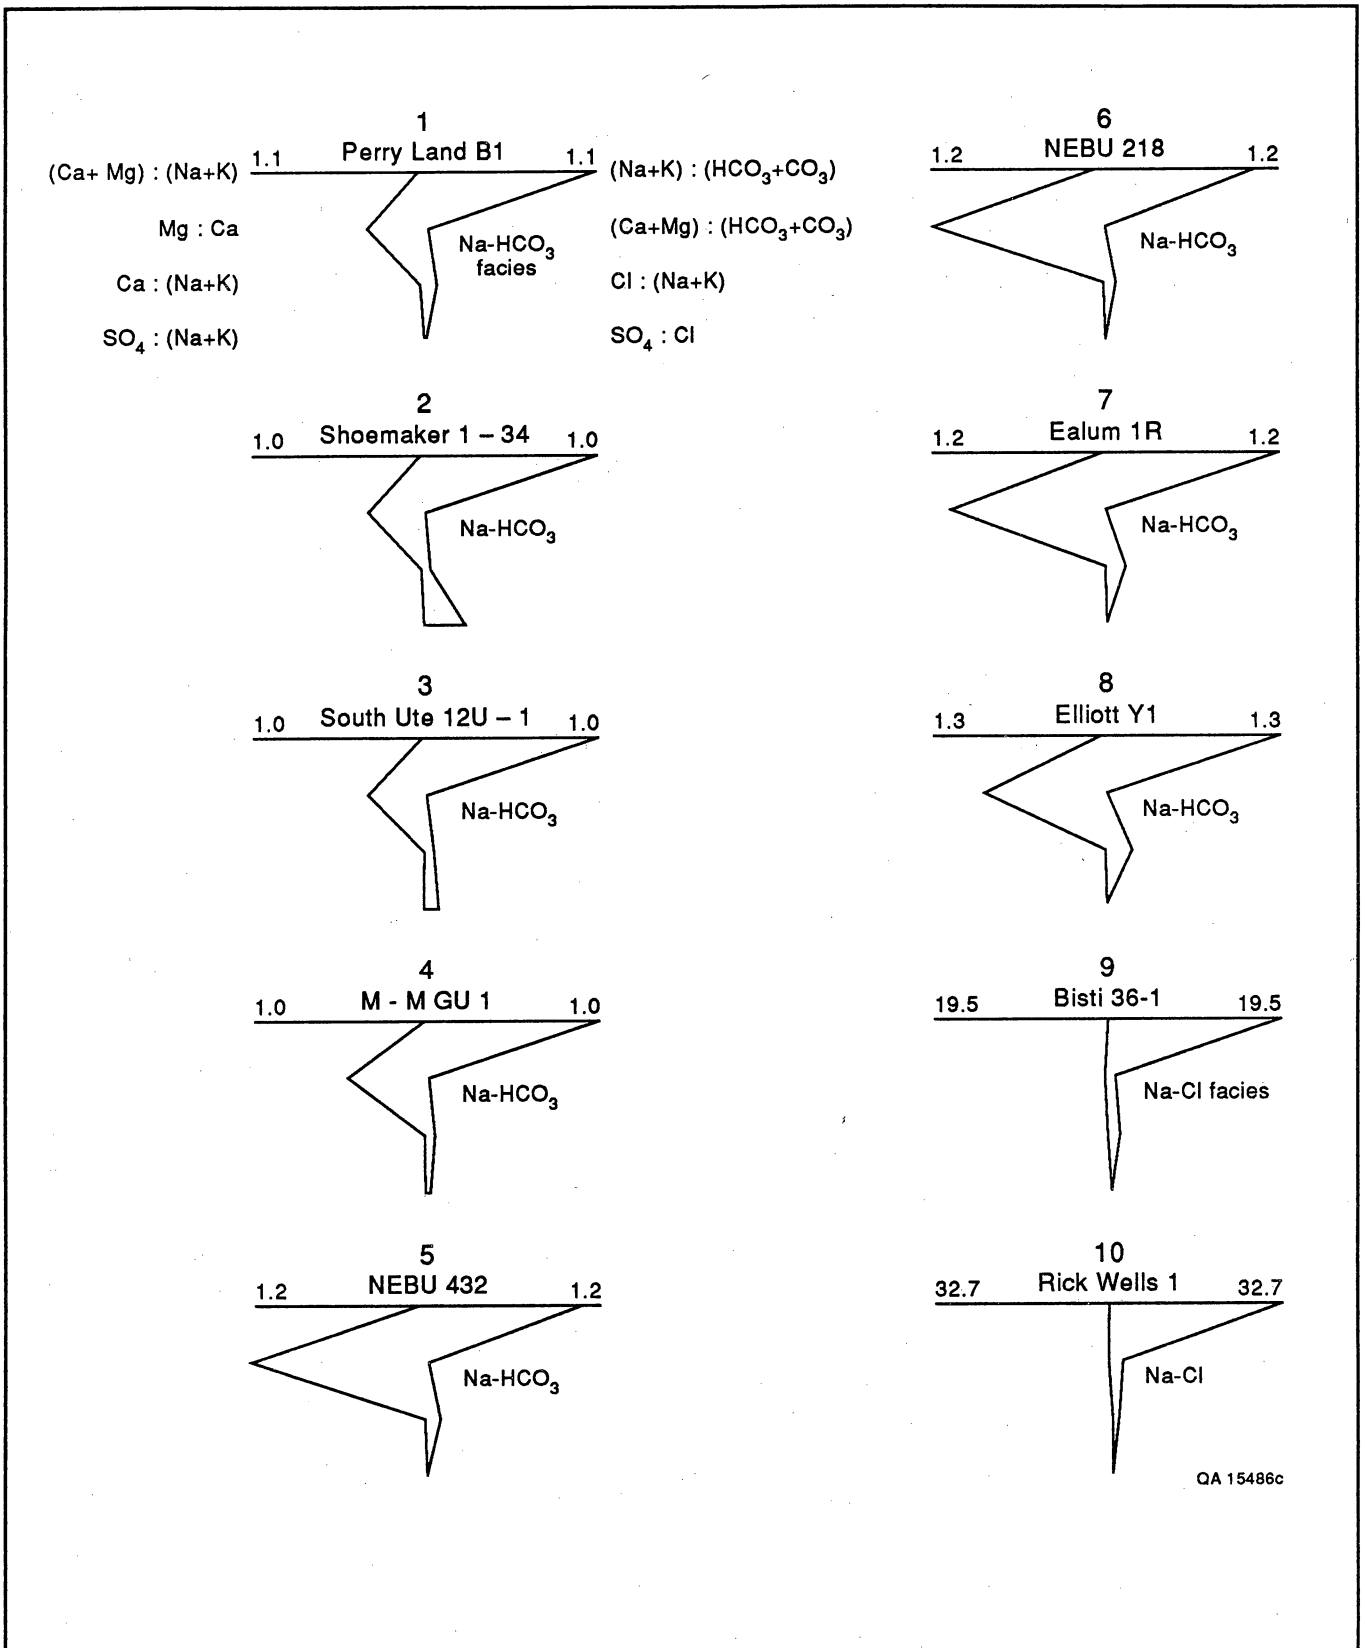 1
Perry Land B1
1.1
1.1
(Ca+ Mg) : (Na+K)
(Na+K) : (HCO3+CO3)
Mg : Ca
(Ca+Mg) : (HCO3+CO3)
Na-HCO3
facies
Ca : (Na+K)
Cl : (Na+K)
SO4 : (Na+K)
SO4 : Cl
2
Shoemaker 1 – 34
1.0
1.0
Na-HCO3
3
South Ute 12U – 1
1.0
1.0
Na-HCO3
4
M - M GU 1
1.0
1.0
Na-HCO3
5
NEBU 432
1.2
1.2
Na-HCO3
6
NEBU 218
1.2
1.2
Na-HCO3
7
Ealum 1R
1.2
1.2
Na-HCO3
8
Elliott Y1
1.3
1.3
Na-HCO3
9
Bisti 36-1
19.5
19.5
Na-Cl facies
10
Rick Wells 1
32.7
32.7
Na-Cl
QA 15486c